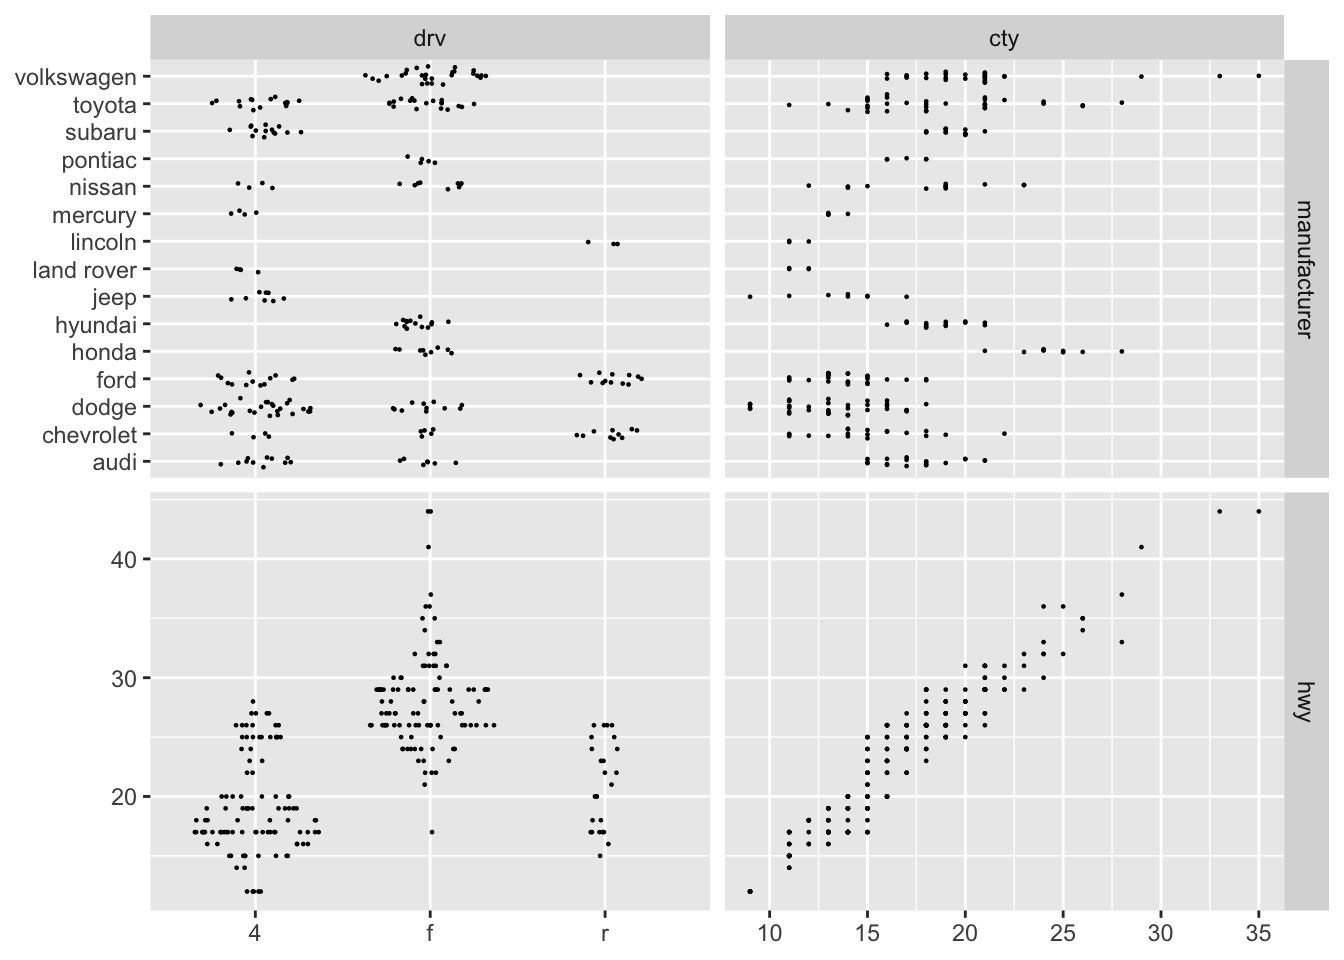 drv
cty
volkswagen
toyota
subaru
pontiac
nissan
mercury
lincoln
land rover
jeep
hyundai
honda
ford
dodge
chevrolet
audi
manufacturer
40
30
20
hwy
4 f r
10 15 20 25 30 35